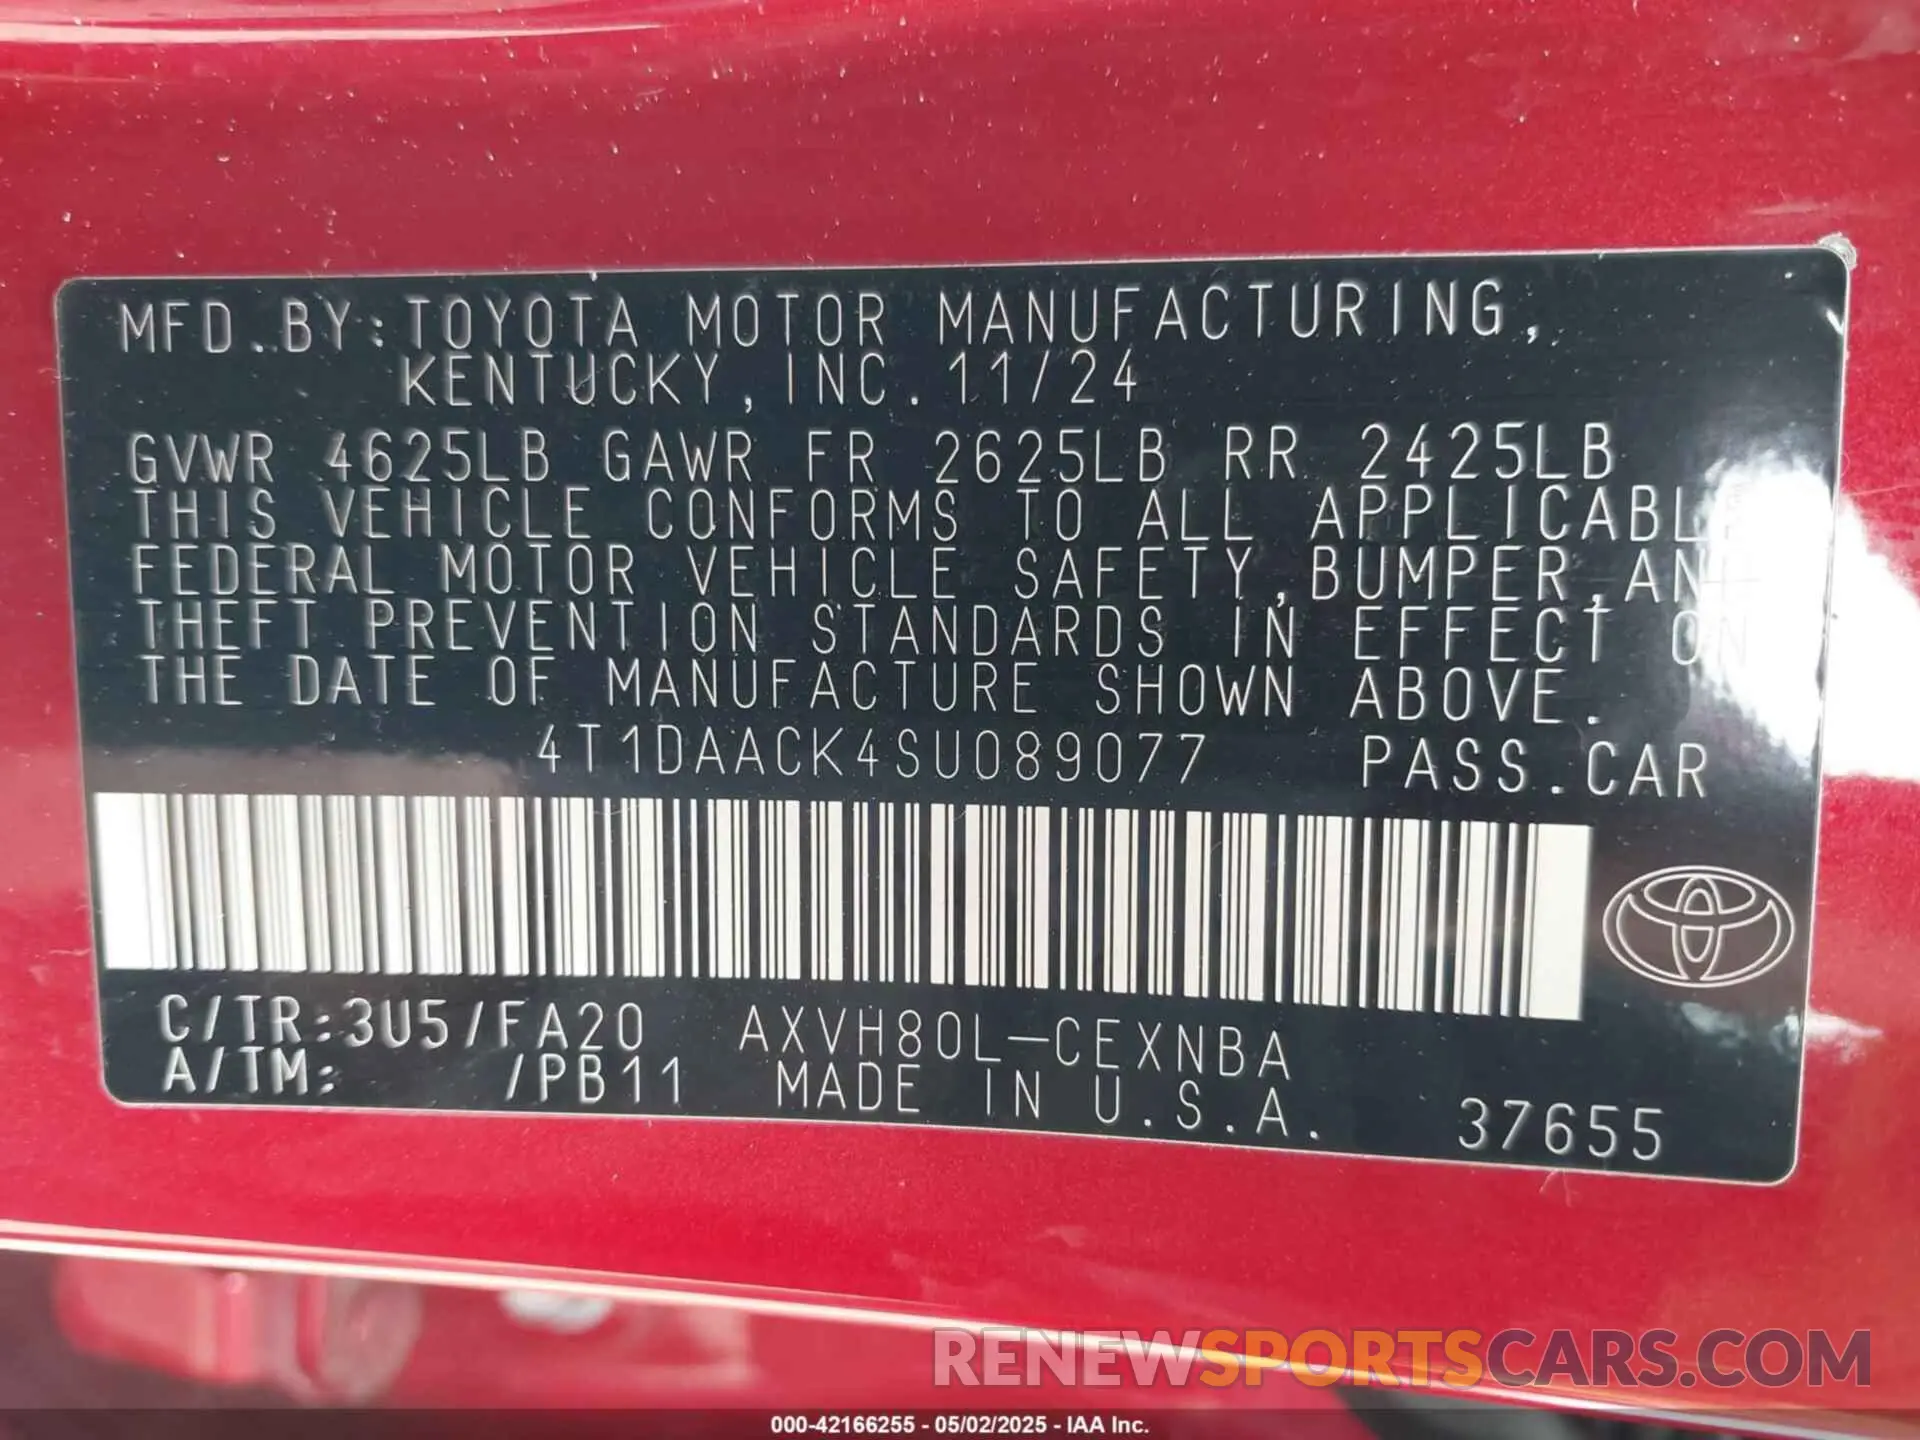 MFD.BY:TOYOTA MOTOR MANUFACTURING,
KENTUCKY, INC. 11/24
GVWR 4625LB GAWR FR 2625LB RR 2425LB
THIS VEHICLE CONFORMS TO ALL APPLICABLE
FEDERAL MOTOR VEHICLE SAFETY,BUMPER,AND
THEFT PREVENTION STANDARDS IN EFFECT ON
THE DATE OF MANUFACTURE SHOWN ABOVE.
4T1DAACK4SU089077 PASS.CAR
C/TR:3U5/FA20 AXVH80L-CEXNBA
A/TM: /PB11 MADE IN U.S.A. 37655
RENEWSPORTSCARS.COM
000-42166255 - 05/02/2025 - IAA Inc.